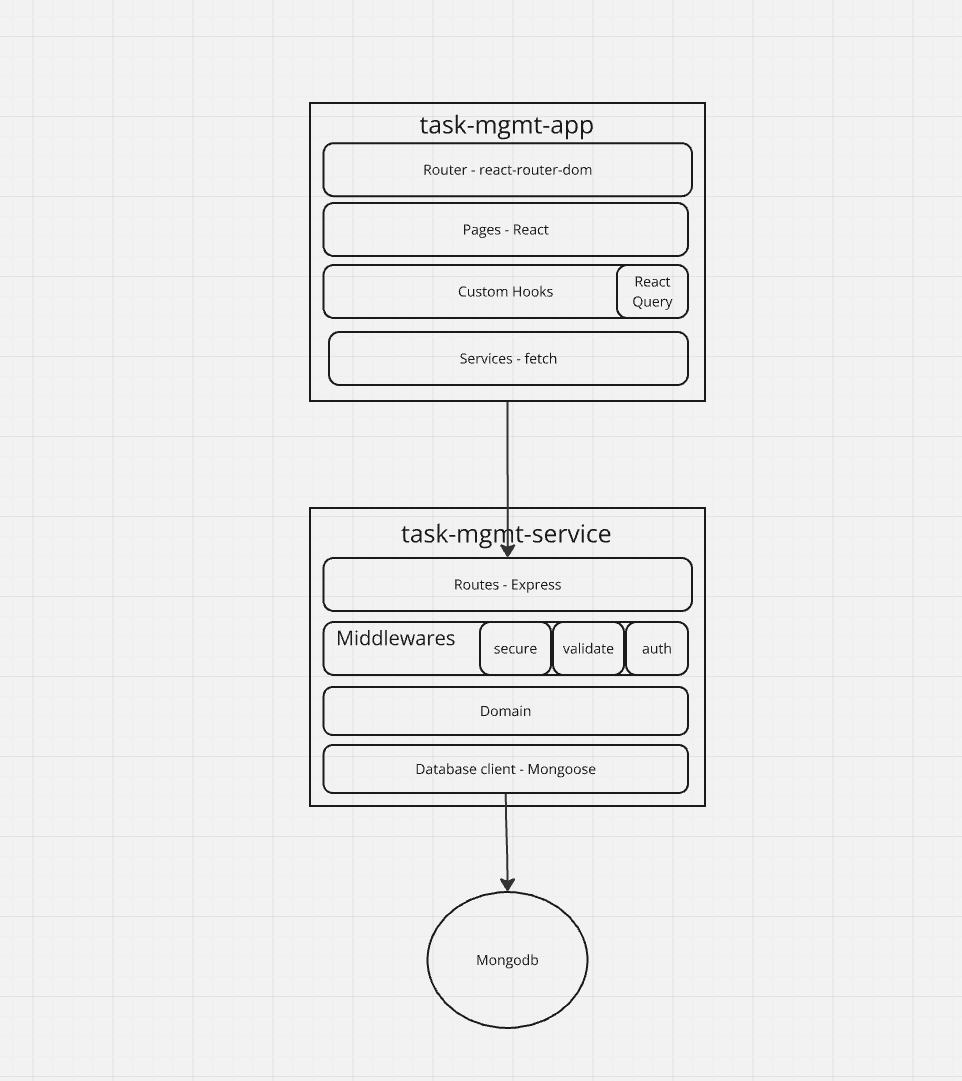 task-mgmt-app
Router - react-router-dom
Pages - React
Custom Hooks
React
Query
Services - fetch
task-mgmt-service
Routes - Express
Middlewares
secure
validate
auth
Domain
Database client - Mongoose
Mongodb